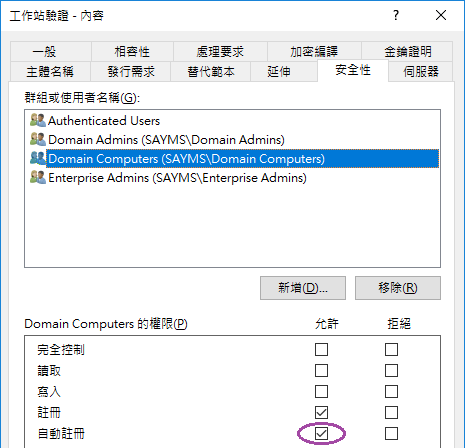 工作站驗證 - 內容
一般 相容性 處理要求 加密編譯 金鑰證明
主體名稱 發行需求 替代範本 延伸 安全性 伺服器
群組或使用者名稱(G):
Authenticated Users
Domain Admins (SAYMS\Domain Admins)
Domain Computers (SAYMS\Domain Computers)
Enterprise Admins (SAYMS\Enterprise Admins)
新增(D)... 移除(R)
Domain Computers 的權限(P) 允許 拒絕
完全控制
讀取
寫入
註冊
自動註冊